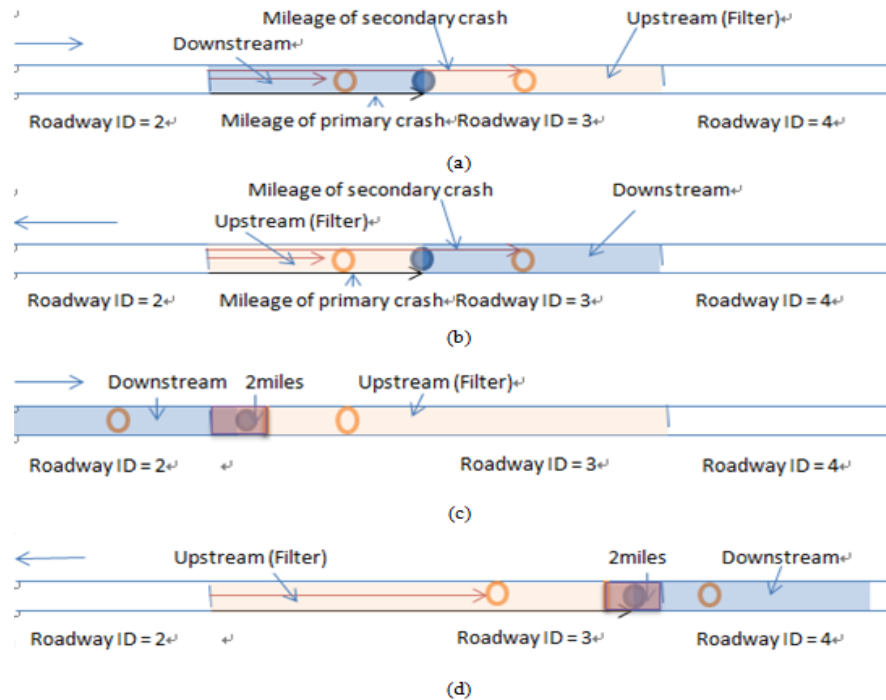 Mileage of secondary crash Upstream (Filter)↵
Downstream↵
Roadway ID = 2↵ Mileage of primary crash↵ Roadway ID = 3↵ Roadway ID = 4↵
(a)
Mileage of secondary crash Downstream↵
Upstream (Filter)↵
Roadway ID = 2↵ Mileage of primary crash↵ Roadway ID = 3↵ Roadway ID = 4↵
(b)
Downstream 2miles Upstream (Filter)↵
Roadway ID = 2↵ ↵ Roadway ID = 3↵ Roadway ID = 4↵
(c)
Upstream (Filter) 2miles Downstream↵
Roadway ID = 2↵ ↵ Roadway ID = 3↵ Roadway ID = 4↵
(d)